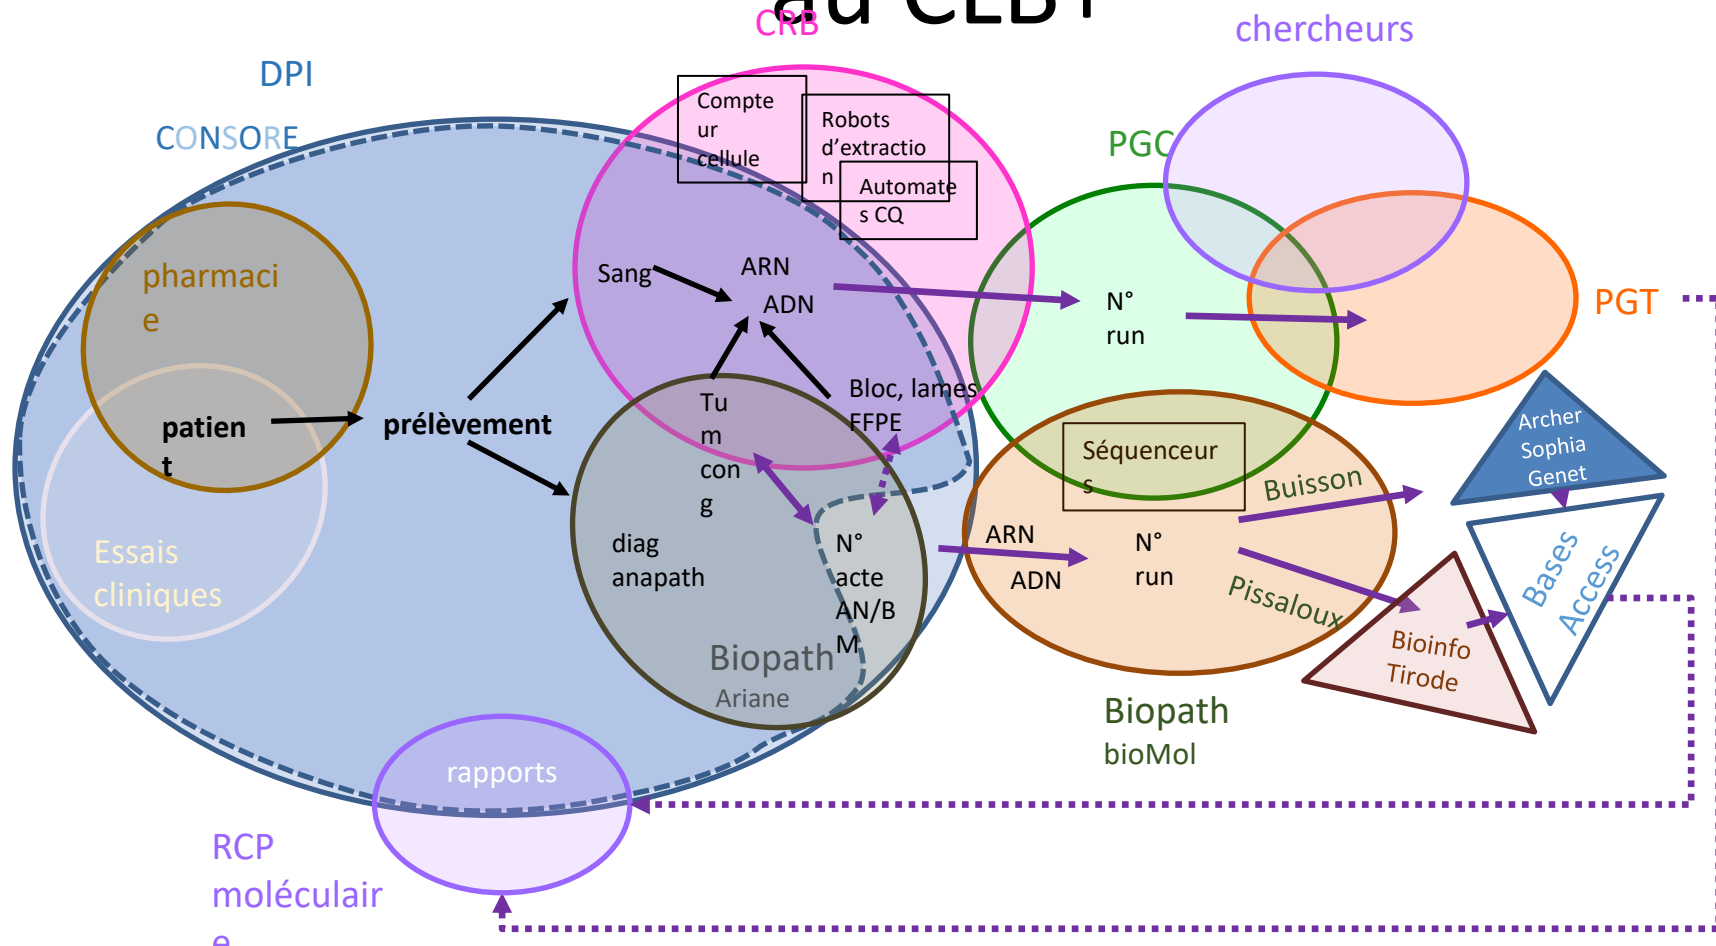 au CLB+
CRB
chercheurs
DPI
CONSORE
Compte
ur
cellule
Robots
d'extractio
n
Automate
s CQ
PGC
pharmaci
e
Sang
ARN
ADN
N°
run
PGT
patien
t
prélèvement
Tu
m
con
g
Bloc, lames
FFPE
Séquenceur
s
Buisson
Archer
Sophia
Genet
Essais
cliniques
diag
anapath
N°
acte
AN/B
M
ARN
ADN
N°
run
Pissaloux
Bases
Access
Bioinfo
Tirode
Biopath
Ariane
Biopath
bioMol
rapports
RCP
moléculair
e